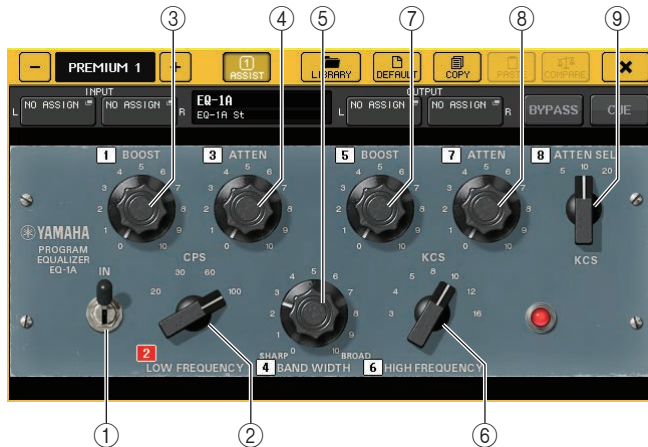 ③ ④ ⑤ ⑦ ⑧ ⑨
− PREMIUM 1 + 1 ASSIST LIBRARY DEFAULT COPY PASTE COMPARE ×
INPUT OUTPUT
L NO ASSIGN NO ASSIGN R EQ-1A L NO ASSIGN NO ASSIGN R BYPASS CUE
EQ-1A St
1 BOOST 3 ATTEN 5 BOOST 7 ATTEN 8 ATTEN SEL
0 1 2 3 4 5 6 7 8 9 10
0 1 2 3 4 5 6 7 8 9 10
0 1 2 3 4 5 6 7 8 9 10
0 1 2 3 4 5 6 7 8 9 10
5 10 20
YAMAHA
PROGRAM
EQUALIZER
EQ-1A
CPS KCS
IN
20 30 60 100
0 1 2 3 4 5 6 7 8 9 10
3 4 5 8 10 12 16
SHARP BROAD
2 LOW FREQUENCY 4 BAND WIDTH 6 HIGH FREQUENCY
① ② ⑥